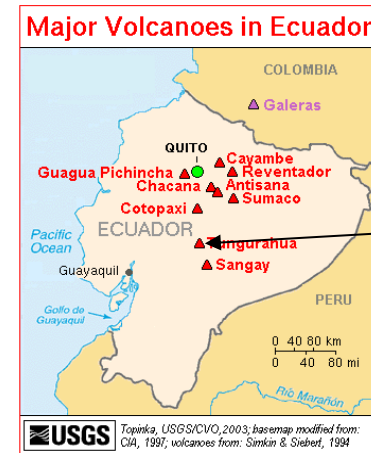 Major Volcanoes in Ecuador
COLOMBIA
Galeras
QUITO
Cayambe
Guagua Pichincha
Reventador
Chacana
Antisana
Sumaco
Cotopaxi
ECUADOR
Pacific
Ocean
Tungurahua
Guayaquil
Sangay
Golfo de
Guayaquil
PERU
0 40 80 km
0 40 80 mi
Río Marañón
USGS
Topinka, USGS/CVO, 2003; basemap modified from:
CIA, 1997; volcanoes from: Simkin & Siebert, 1994